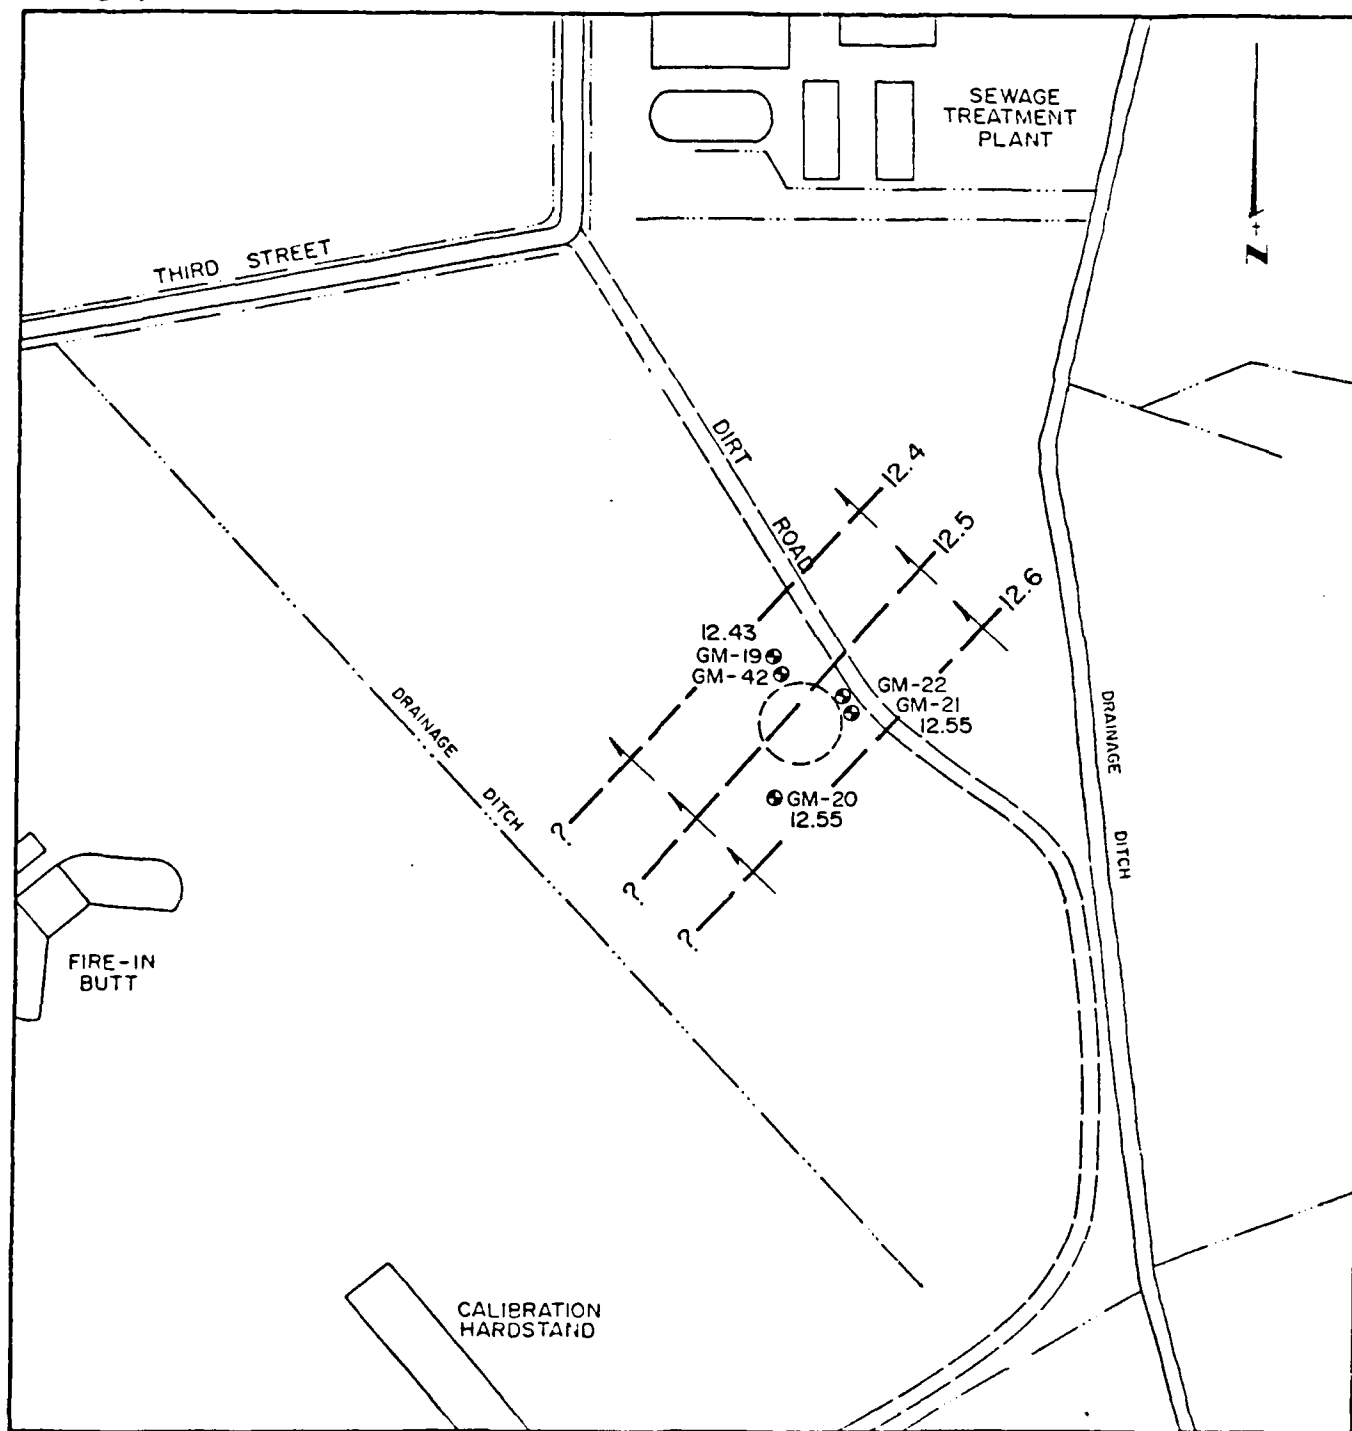 SEWAGE
TREATMENT
PLANT
Z
THIRD STREET
DIRT
ROAD
12.4
12.5
12.6
12.43
GM-19
GM-42
GM-22
GM-21
12.55
GM-20
12.55
DRAINAGE
DITCH
DRAINAGE
DITCH
?
?
?
FIRE-IN
BUTT
CALIBRATION
HARDSTAND